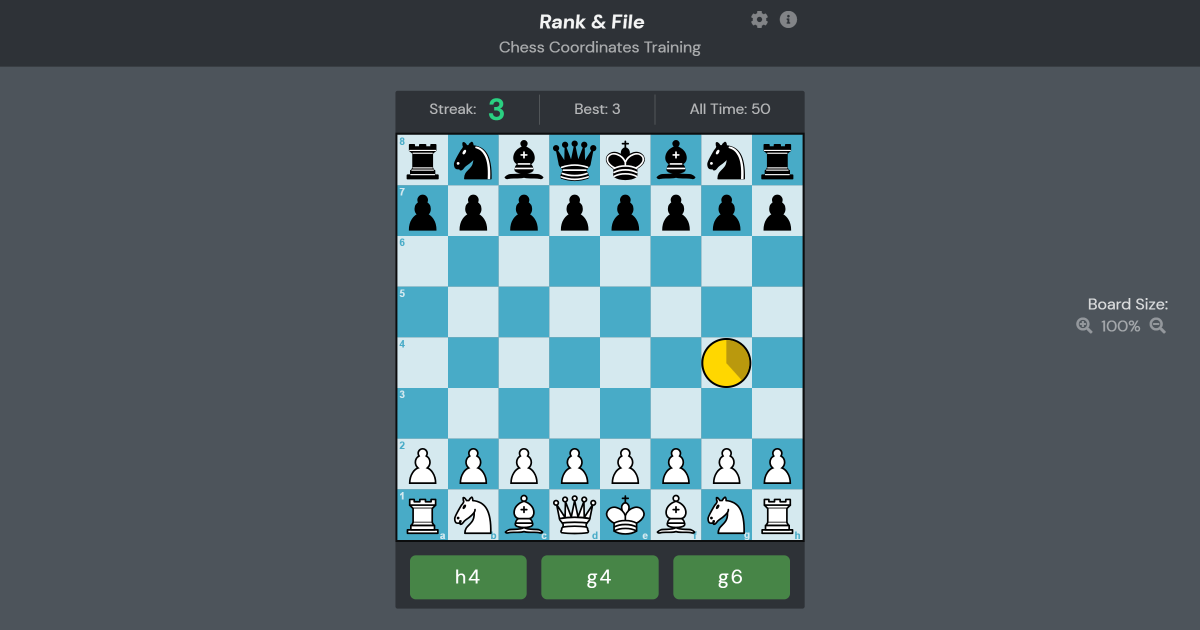 Rank & File
Chess Coordinates Training
Streak: 3
Best: 3
All Time: 50
8
7
6
5
4
3
2
1
a b c d e f g h
Board Size:
100%
h4
g4
g6